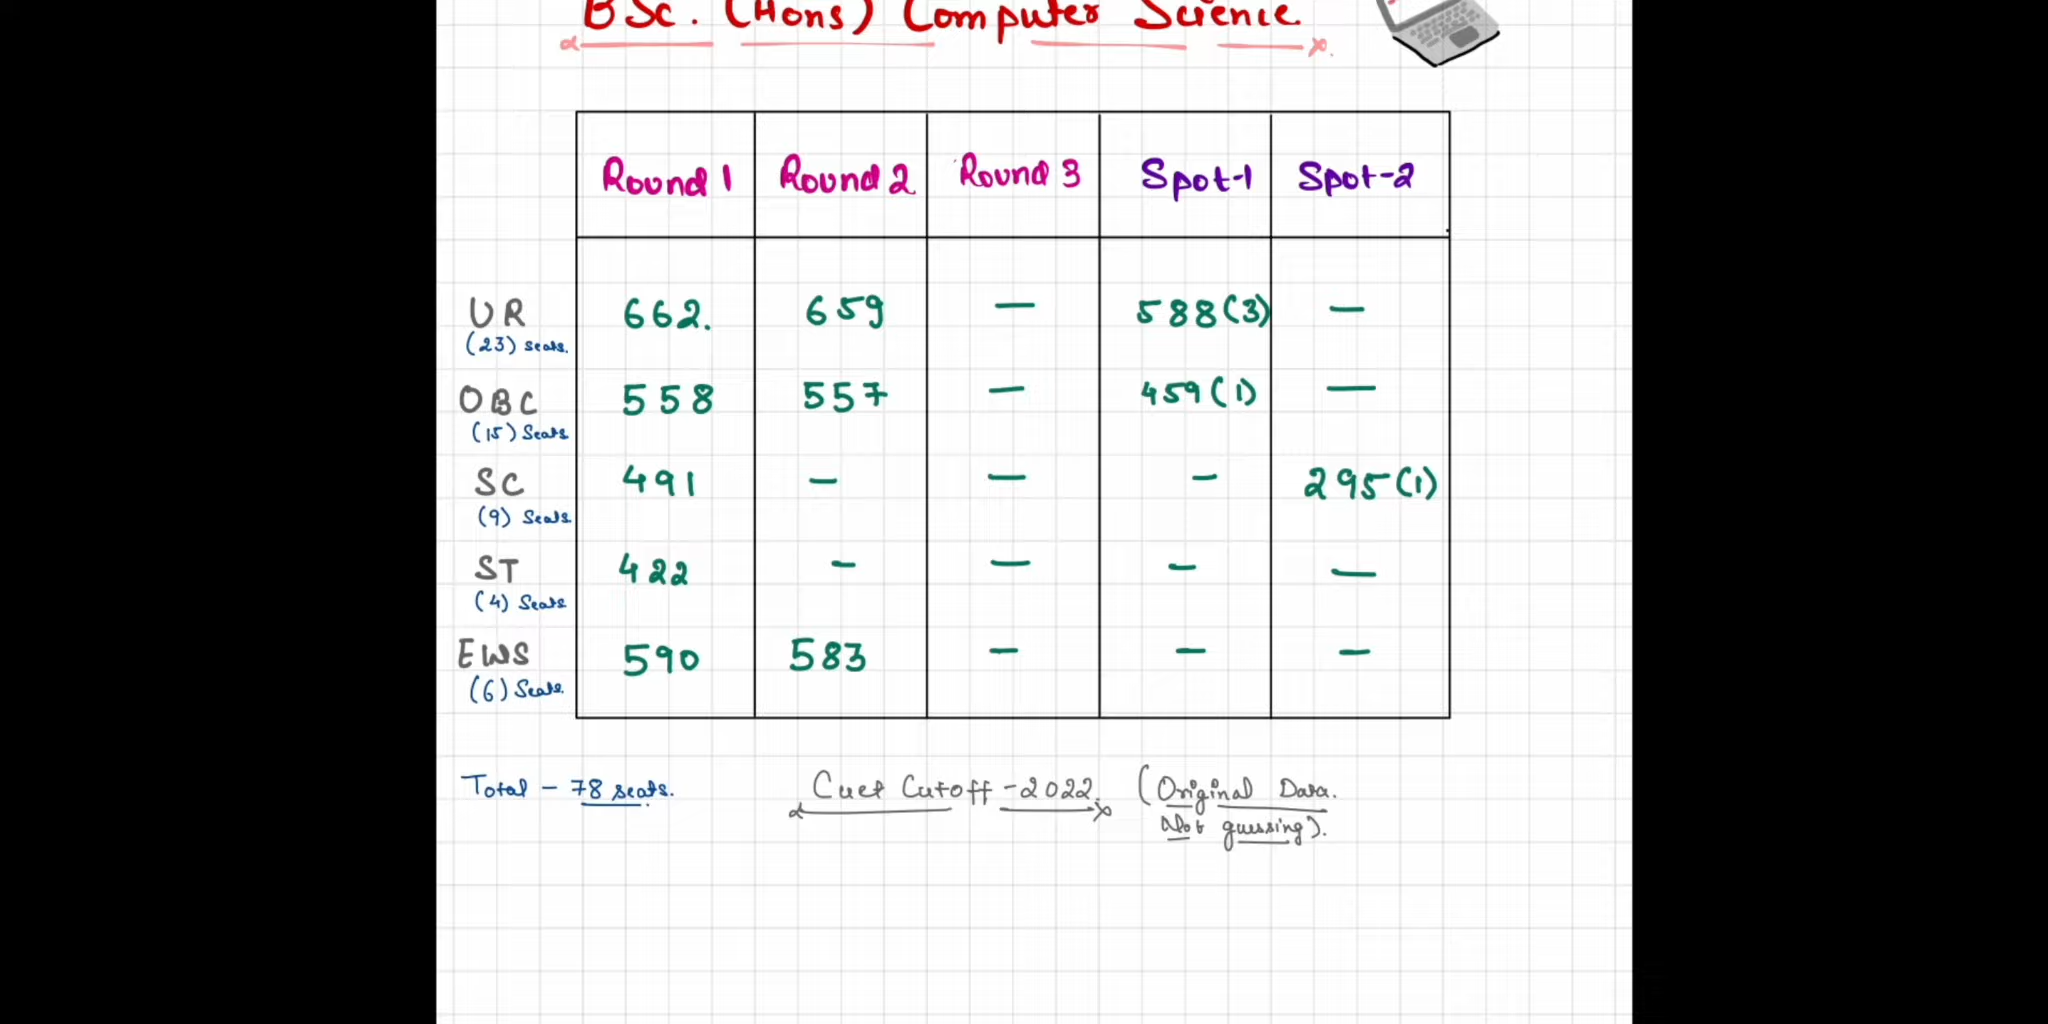 BSc. (Hons) Computer Science
Round 1 Round 2 Round 3 Spot-1 Spot-2
UR 662. 659 — 588(3) —
(23) seats.
OBC 558 557 — 459(1) —
(15) Seats
SC 491 - — - 295(1)
(9) Seats.
ST 422 - — - —
(4) Seats
EWS 590 583 - - -
(6) Seats.
Total - 78 seats. Cuet Cutoff -2022. (Original Data.
Not guessing).